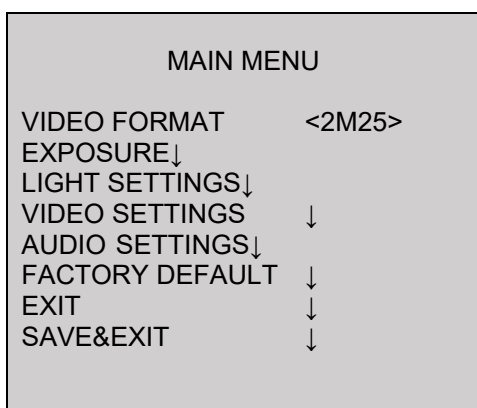 MAIN MENU
VIDEO FORMAT <2M25>
EXPOSURE↓
LIGHT SETTINGS↓
VIDEO SETTINGS ↓
AUDIO SETTINGS↓
FACTORY DEFAULT ↓
EXIT ↓
SAVE&EXIT ↓